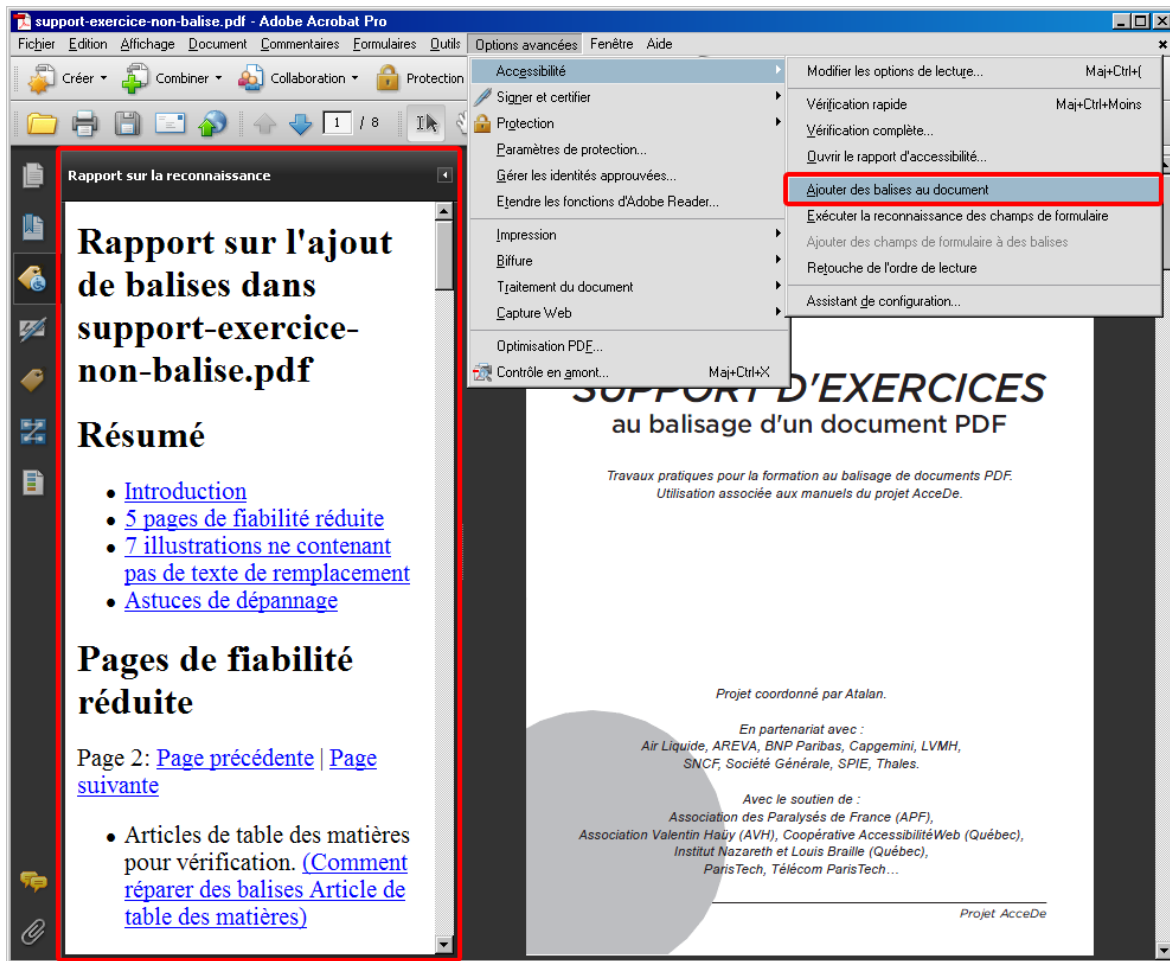 support-exercice-non-balise.pdf - Adobe Acrobat Pro
Fichier Edition Affichage Document Commentaires Formulaires Outils Options avancées Fenêtre Aide
Créer Combiner Collaboration Protection
1 / 8
Accessibilité
Signer et certifier
Protection
Paramètres de protection...
Gérer les identités approuvées...
Etendre les fonctions d'Adobe Reader...
Impression
Biffure
Traitement du document
Capture Web
Optimisation PDF...
Contrôle en amont... Maj+Ctrl+X
Modifier les options de lecture... Maj+Ctrl+(
Vérification rapide Maj+Ctrl+Moins
Vérification complète...
Ouvrir le rapport d'accessibilité...
Ajouter des balises au document
Exécuter la reconnaissance des champs de formulaire
Ajouter des champs de formulaire à des balises
Retouche de l'ordre de lecture
Assistant de configuration...
Rapport sur la reconnaissance
Rapport sur l'ajout
de balises dans
support-exercice-
non-balise.pdf
Résumé
• Introduction
• 5 pages de fiabilité réduite
• 7 illustrations ne contenant
pas de texte de remplacement
• Astuces de dépannage
Pages de fiabilité
réduite
Page 2: Page précédente | Page
suivante
• Articles de table des matières
pour vérification. (Comment
réparer des balises Article de
table des matières)
SUPPORT D'EXERCICES
au balisage d'un document PDF
Travaux pratiques pour la formation au balisage de documents PDF.
Utilisation associée aux manuels du projet AcceDe.
Projet coordonné par Atalan.
En partenariat avec :
Air Liquide, AREVA, BNP Paribas, Capgemini, LVMH,
SNCF, Société Générale, SPIE, Thales.
Avec le soutien de :
Association des Paralysés de France (APF),
Association Valentin Haüy (AVH), Coopérative AccessibilitéWeb (Québec),
Institut Nazareth et Louis Braille (Québec),
ParisTech, Télécom ParisTech…
Projet AcceDe